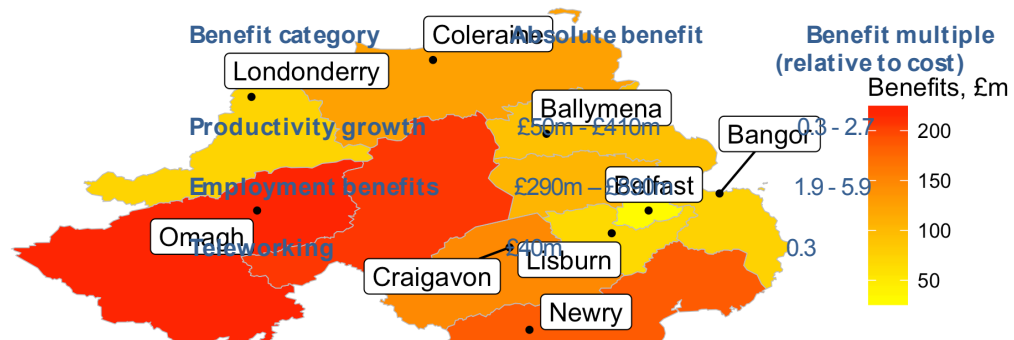 Benefit category Absolute benefit Benefit multiple
(relative to cost)
Productivity growth £50m - £410m 0.3 - 2.7
Employment benefits £290m – £890m 1.9 - 5.9
Teleworking £40m 0.3
Coleraine
Londonderry
Ballymena
Bangor
Belfast
Omagh
Lisburn
Craigavon
Newry
Benefits, £m
200
150
100
50